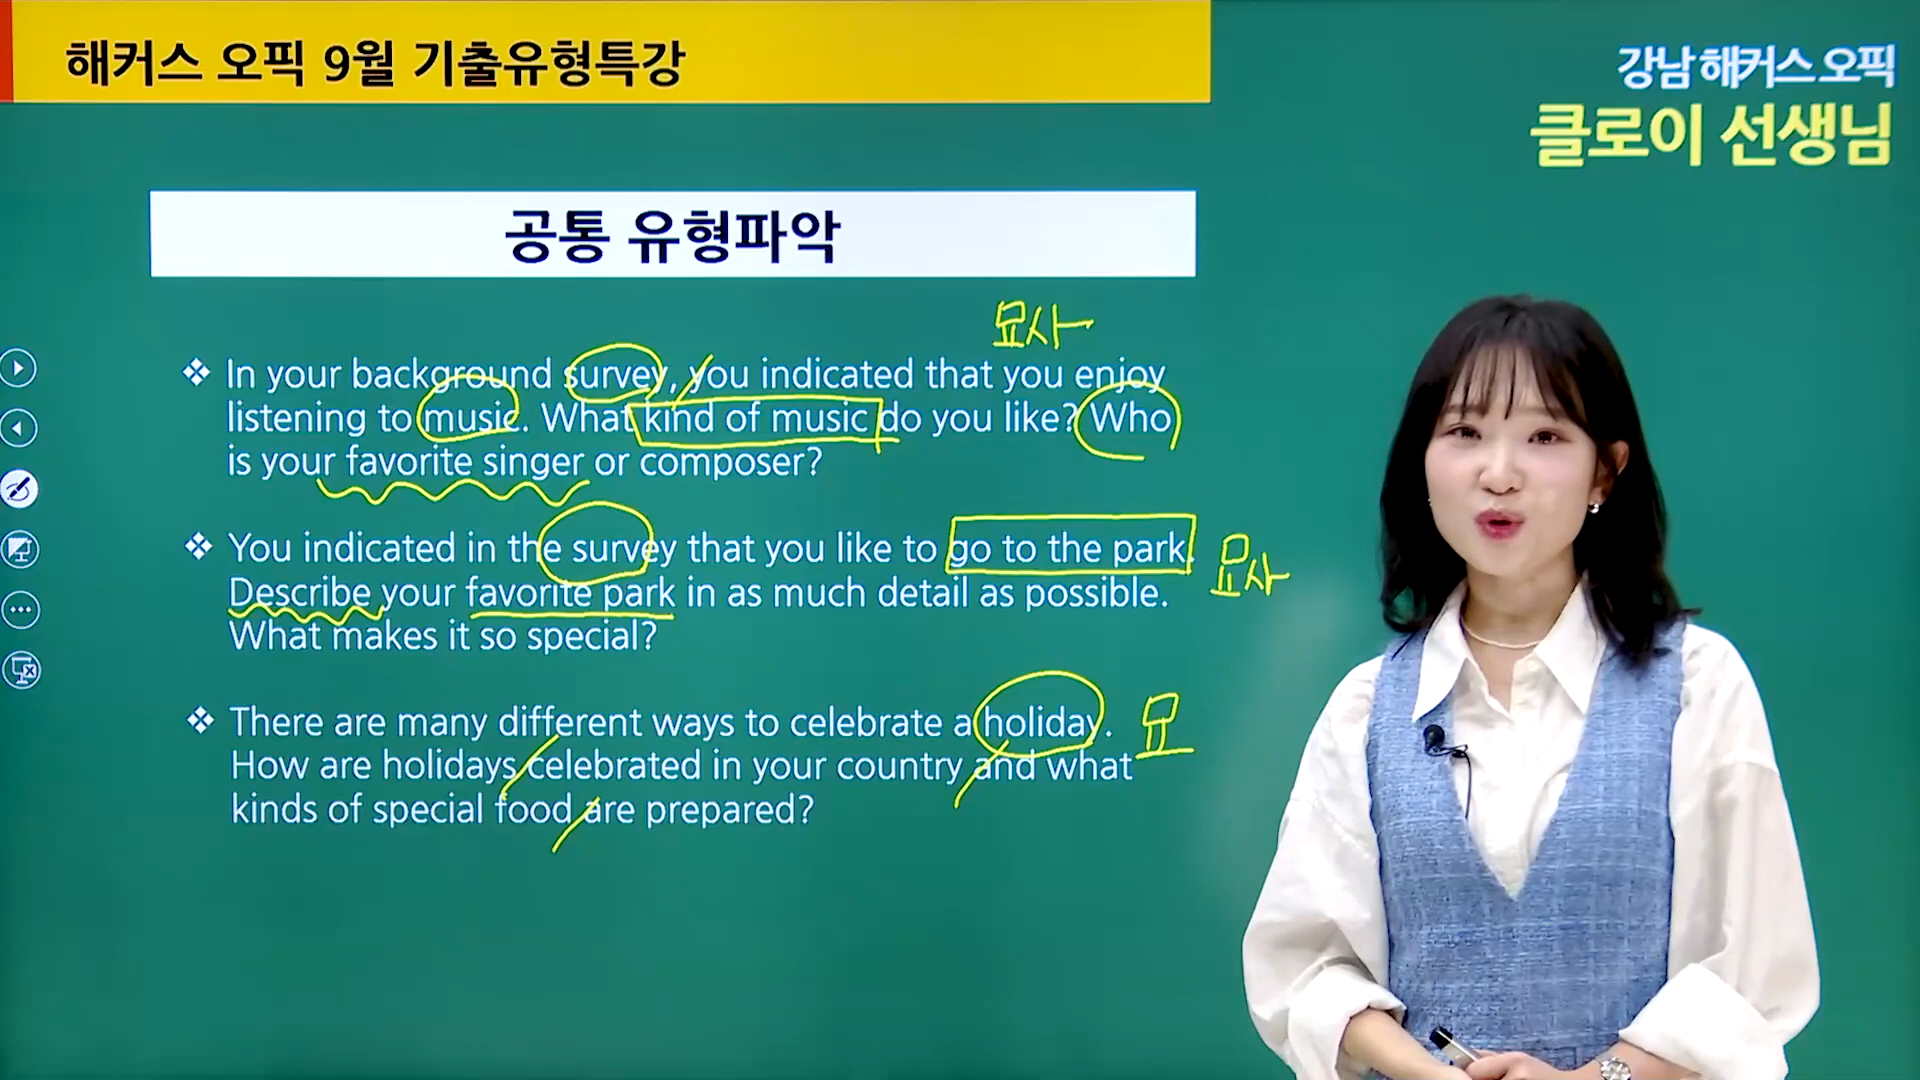 해커스 오픽 9월 기출유형특강
강남 해커스 오픽
클로이 선생님
공통 유형파악
묘사
❖ In your background survey, you indicated that you enjoy
listening to music. What kind of music do you like? Who
is your favorite singer or composer?
❖ You indicated in the survey that you like to go to the park.
묘사
Describe your favorite park in as much detail as possible.
What makes it so special?
❖ There are many different ways to celebrate a holiday.
묘
How are holidays celebrated in your country and what
kinds of special food are prepared?